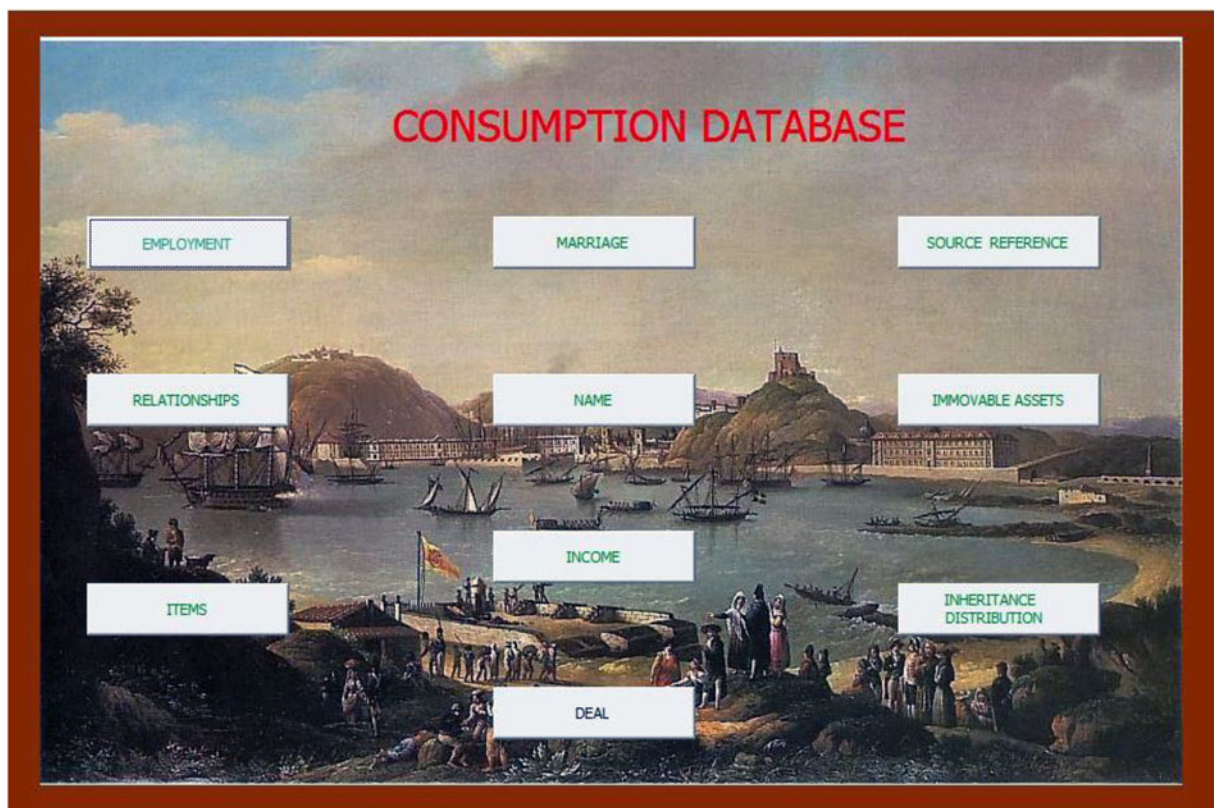 CONSUMPTION DATABASE
EMPLOYMENT
MARRIAGE
SOURCE REFERENCE
RELATIONSHIPS
NAME
IMMOVABLE ASSETS
INCOME
ITEMS
INHERITANCE
DISTRIBUTION
DEAL